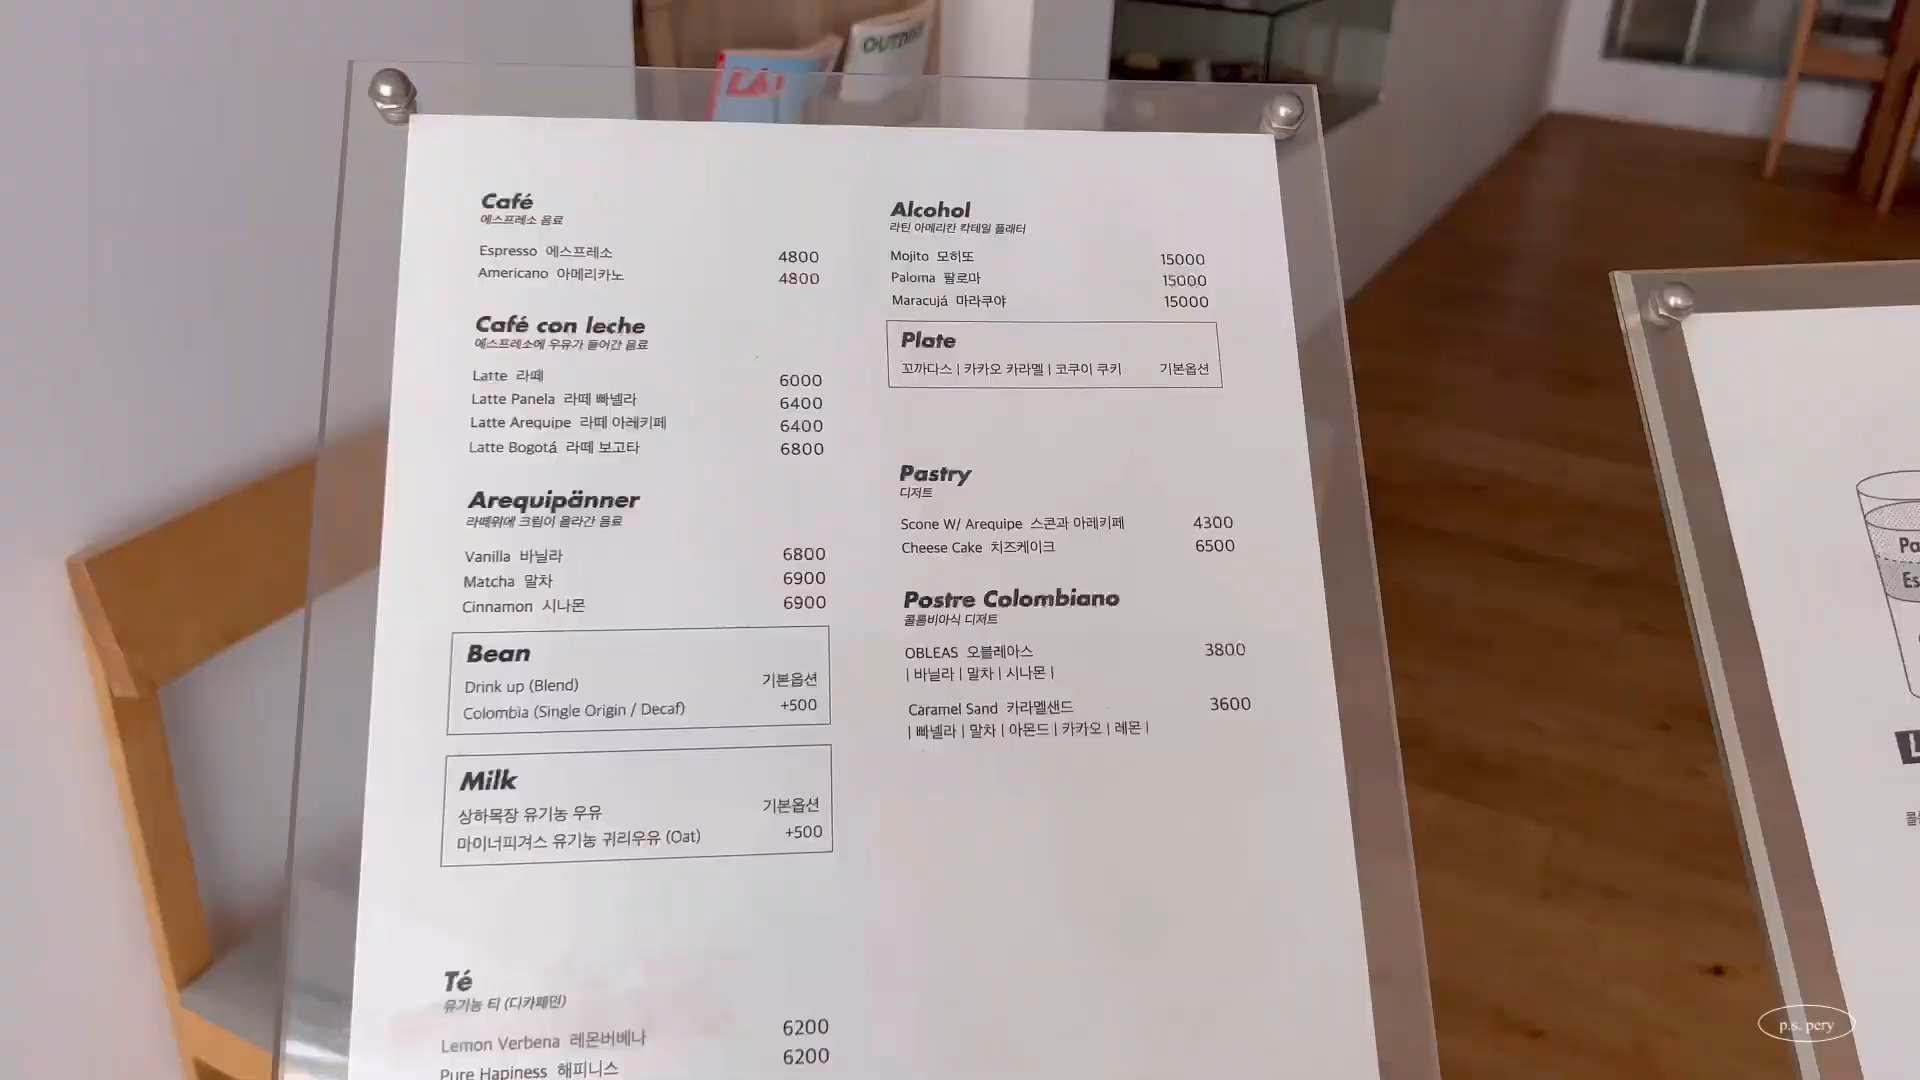 OUTDOOR
Café
에스프레소 음료
Espresso 에스프레소 4800
Americano 아메리카노 4800
Café con leche
에스프레소에 우유가 들어간 음료
Latte 라떼 6000
Latte Panela 라떼 빠넬라 6400
Latte Arequipe 라떼 아레키페 6400
Latte Bogotá 라떼 보고타 6800
Arequipänner
라떼위에 크림이 올라간 음료
Vanilla 바닐라 6800
Matcha 말차 6900
Cinnamon 시나몬 6900
Bean
Drink up (Blend) 기본옵션
Colombia (Single Origin / Decaf) +500
Milk
상하목장 유기농 우유 기본옵션
마이너피겨스 유기농 귀리우유 (Oat) +500
Té
유기농 티 (디카페인)
Lemon Verbena 레몬버베나 6200
Pure Hapiness 해피니스 6200
Alcohol
라틴 아메리칸 칵테일 플래터
Mojito 모히또 15000
Paloma 팔로마 15000
Maracujá 마라쿠야 15000
Plate
꼬까다스 | 카카오 카라멜 | 코쿠이 쿠키 기본옵션
Pastry
디저트
Scone W/ Arequipe 스콘과 아레키페 4300
Cheese Cake 치즈케이크 6500
Postre Colombiano
콜롬비아식 디저트
OBLEAS 오블레아스 3800
| 바닐라 | 말차 | 시나몬 |
Caramel Sand 카라멜샌드 3600
| 빠넬라 | 말차 | 아몬드 | 카카오 | 레몬 |
p.s. pery